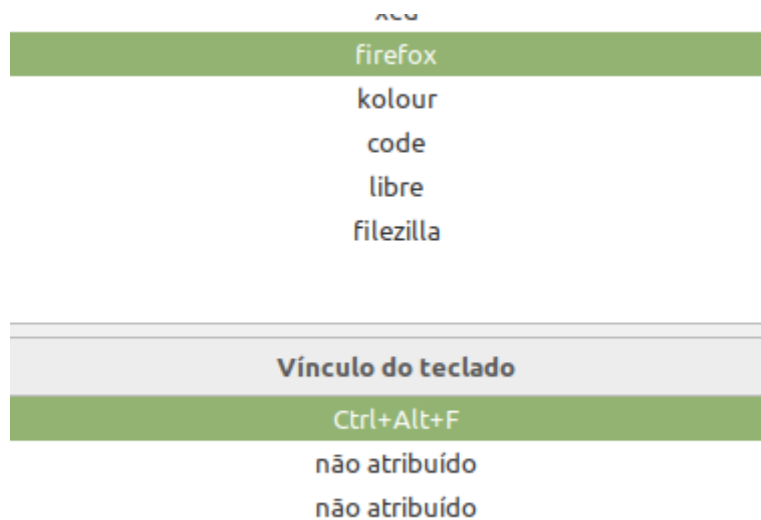 firefox
kolour
code
libre
filezilla
Vínculo do teclado
Ctrl+Alt+F
não atribuído
não atribuído